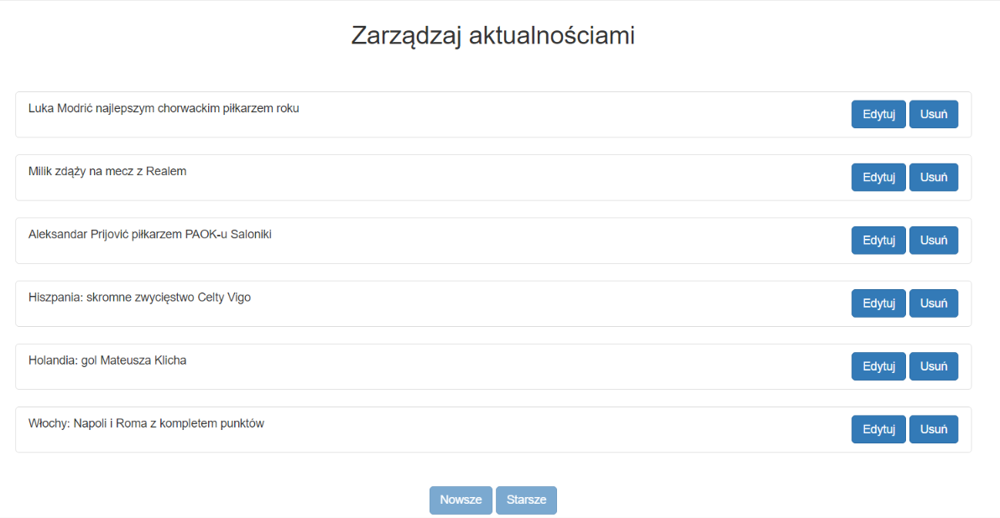 Zarządzaj aktualnościami
Luka Modrić najlepszym chorwackim piłkarzem roku
Edytuj Usuń
Milik zdąży na mecz z Realem
Edytuj Usuń
Aleksandar Prijović piłkarzem PAOK-u Saloniki
Edytuj Usuń
Hiszpania: skromne zwycięstwo Celty Vigo
Edytuj Usuń
Holandia: gol Mateusza Klicha
Edytuj Usuń
Włochy: Napoli i Roma z kompletem punktów
Edytuj Usuń
Nowsze Starsze